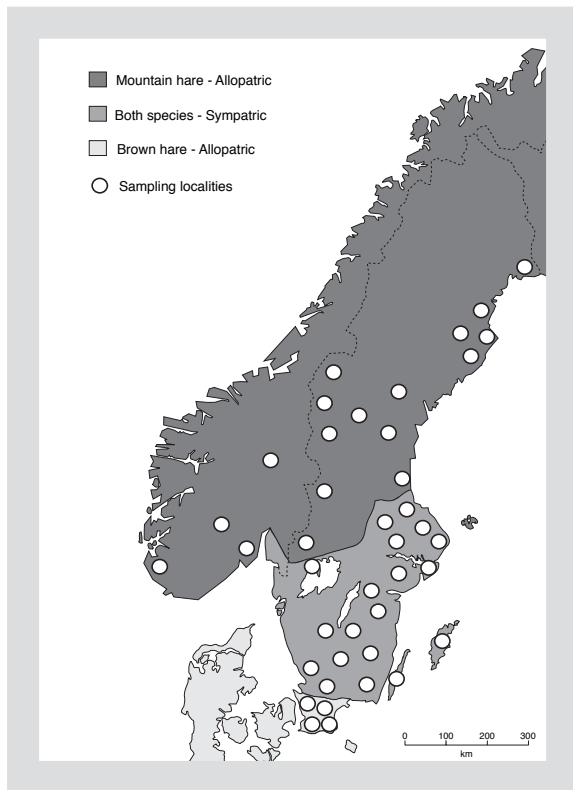 Mountain hare - Allopatric
Both species - Sympatric
Brown hare - Allopatric
Sampling localities
0 100 200 300
km